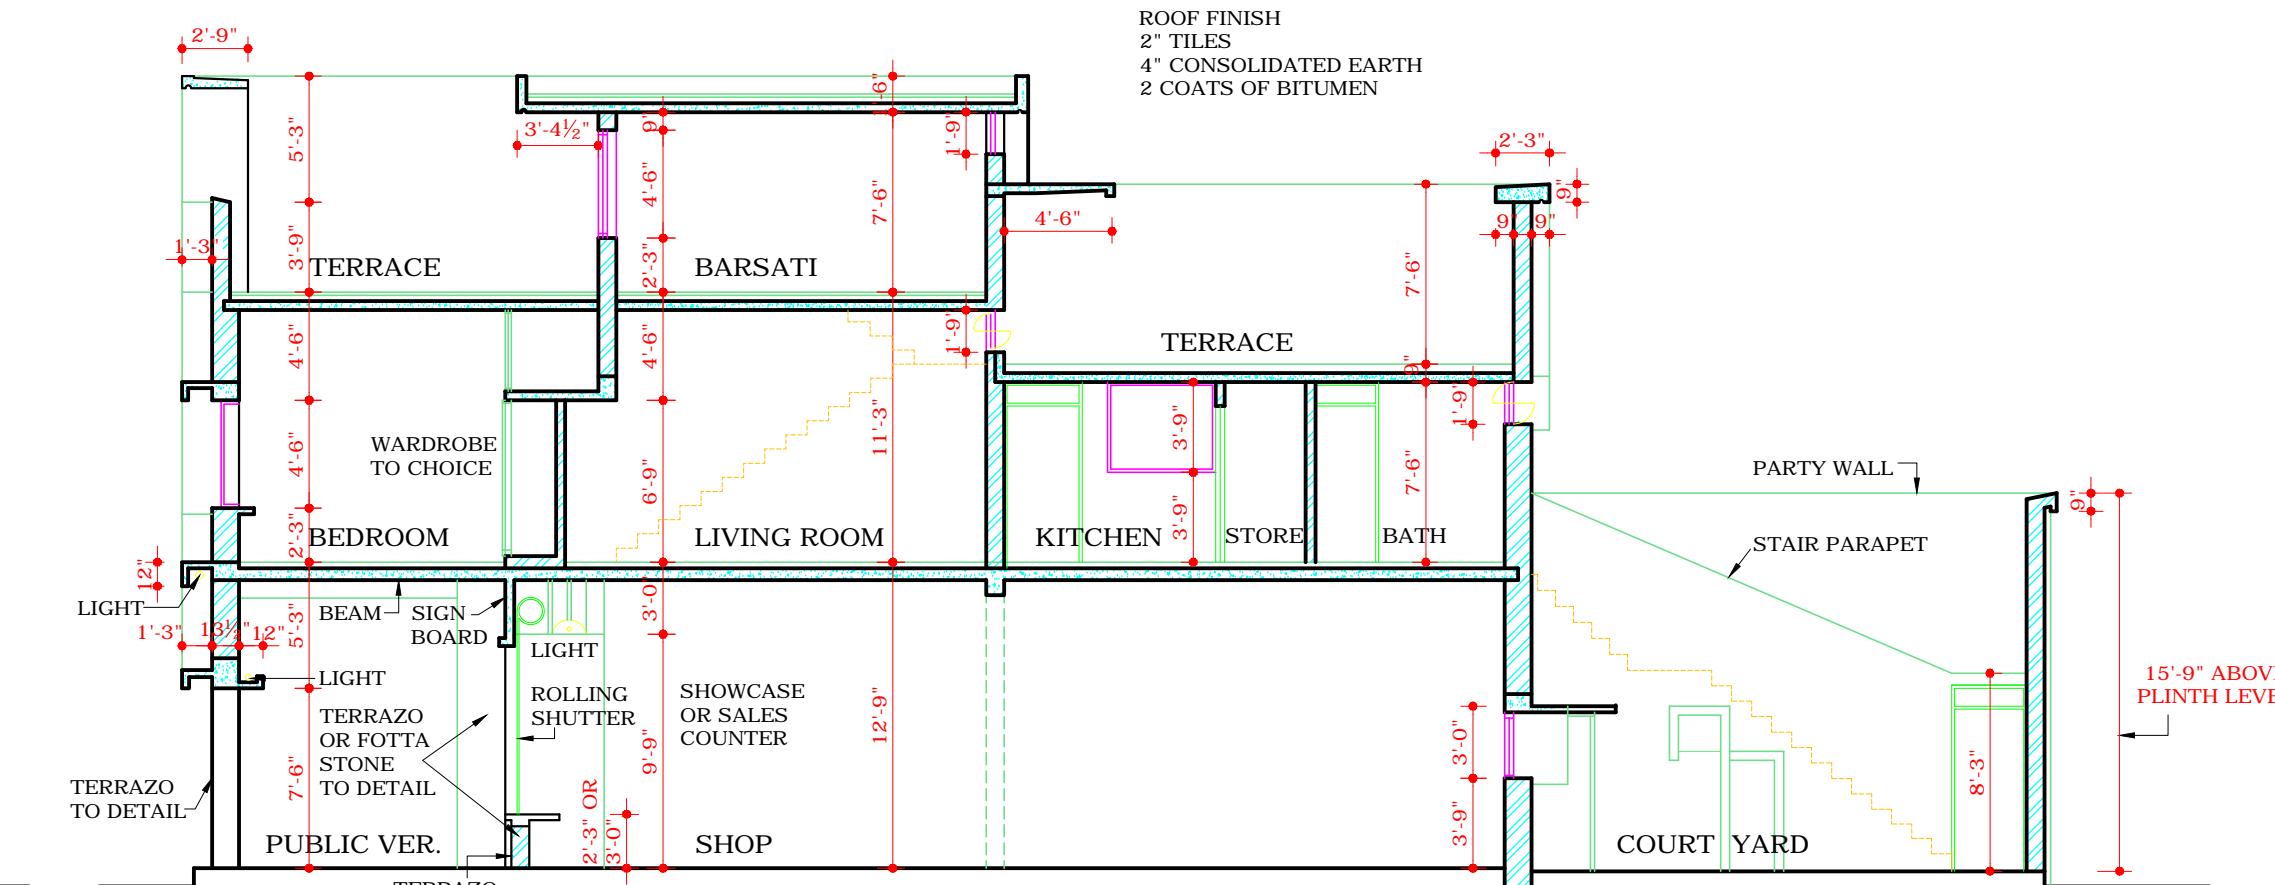 ROOF FINISH
2" TILES
4" CONSOLIDATED EARTH
2 COATS OF BITUMEN
2'-9"
5'-3"
3'-9"
1'-3"
3'-4½"
9"
4'-6"
2'-3"
7'-6"
1'-9"
4'-6"
2'-3"
9"
9"
9"
7'-6"
TERRACE
BARSATI
TERRACE
4'-6"
4'-6"
1'-9"
9"
WARDROBE
TO CHOICE
4'-6"
2'-3"
6'-9"
11'-3"
3'-9"
3'-9"
1'-9"
7'-6"
BEDROOM
LIVING ROOM
KITCHEN
STORE
BATH
PARTY WALL
STAIR PARAPET
9"
12"
LIGHT
BEAM
SIGN
BOARD
1'-3"
13½"
12"
5'-3"
3'-0"
LIGHT
LIGHT
ROLLING
SHUTTER
SHOWCASE
OR SALES
COUNTER
TERRAZO
OR FOTTA
STONE
TO DETAIL
TERRAZO
TO DETAIL
7'-6"
9'-9"
12'-9"
2'-3" OR
3'-0"
3'-0"
3'-9"
8'-3"
15'-9" ABOV
PLINTH LEVE
PUBLIC VER.
SHOP
COURT YARD
TERRAZO